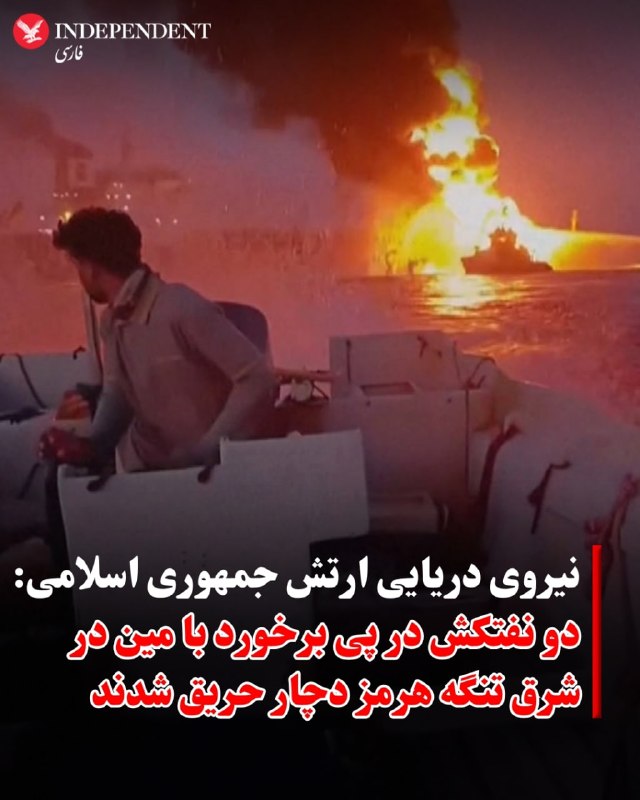 INDEPENDENT
فارسی
نیروی دریایی ارتش جمهوری اسلامی:
دو نفتکش در پی برخورد با مین در
شرق تنگه هرمز دچار حریق شدند